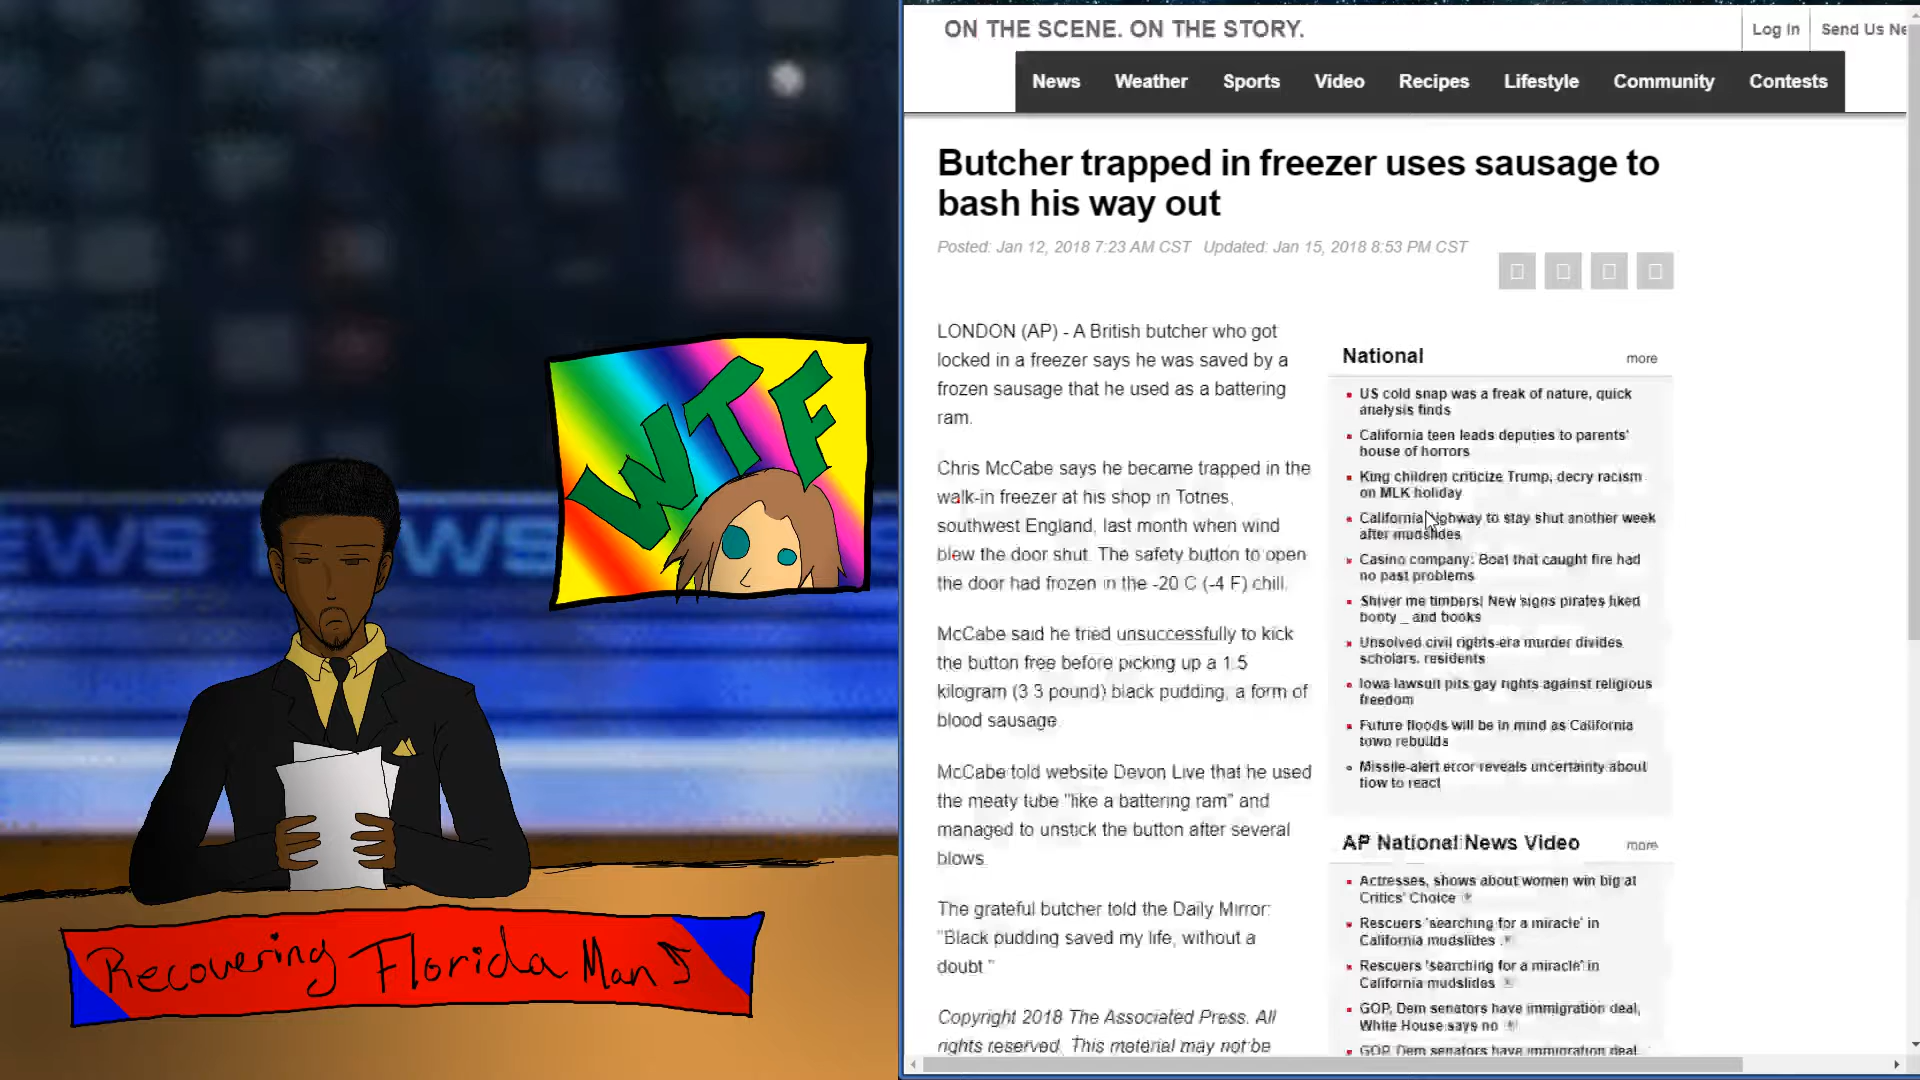 EWS NEWS
WTF
Recovering Florida Man
ON THE SCENE. ON THE STORY.
Log In
Send Us Ne
News Weather Sports Video Recipes Lifestyle Community Contests
Butcher trapped in freezer uses sausage to
bash his way out
Posted: Jan 12, 2018 7:23 AM CST Updated: Jan 15, 2018 8:53 PM CST
LONDON (AP) - A British butcher who got
locked in a freezer says he was saved by a
frozen sausage that he used as a battering
ram.
Chris McCabe says he became trapped in the
walk-in freezer at his shop in Totnes,
southwest England, last month when wind
blew the door shut. The safety button to open
the door had frozen in the -20 C (-4 F) chill.
McCabe said he tried unsuccessfully to kick
the button free before picking up a 1.5
kilogram (3.3 pound) black pudding, a form of
blood sausage.
McCabe told website Devon Live that he used
the meaty tube "like a battering ram" and
managed to unstick the button after several
blows.
The grateful butcher told the Daily Mirror:
"Black pudding saved my life, without a
doubt."
Copyright 2018 The Associated Press. All
rights reserved. This material may not be
National more
US cold snap was a freak of nature, quick
analysis finds
California teen leads deputies to parents'
house of horrors
King children criticize Trump, decry racism
on MLK holiday
California highway to stay shut another week
after mudslides
Casino company: Boat that caught fire had
no past problems
Shiver me timbers! New signs pirates liked
booty _ and books
Unsolved civil rights-era murder divides
scholars, residents
Iowa lawsuit pits gay rights against religious
freedom
Future floods will be in mind as California
town rebuilds
Missile-alert error reveals uncertainty about
how to react
AP National News Video more
Actresses, shows about women win big at
Critics' Choice
Rescuers 'searching for a miracle' in
California mudslides
Rescuers 'searching for a miracle' in
California mudslides
GOP, Dem senators have immigration deal,
White House says no
GOP, Dem senators have immigration deal,